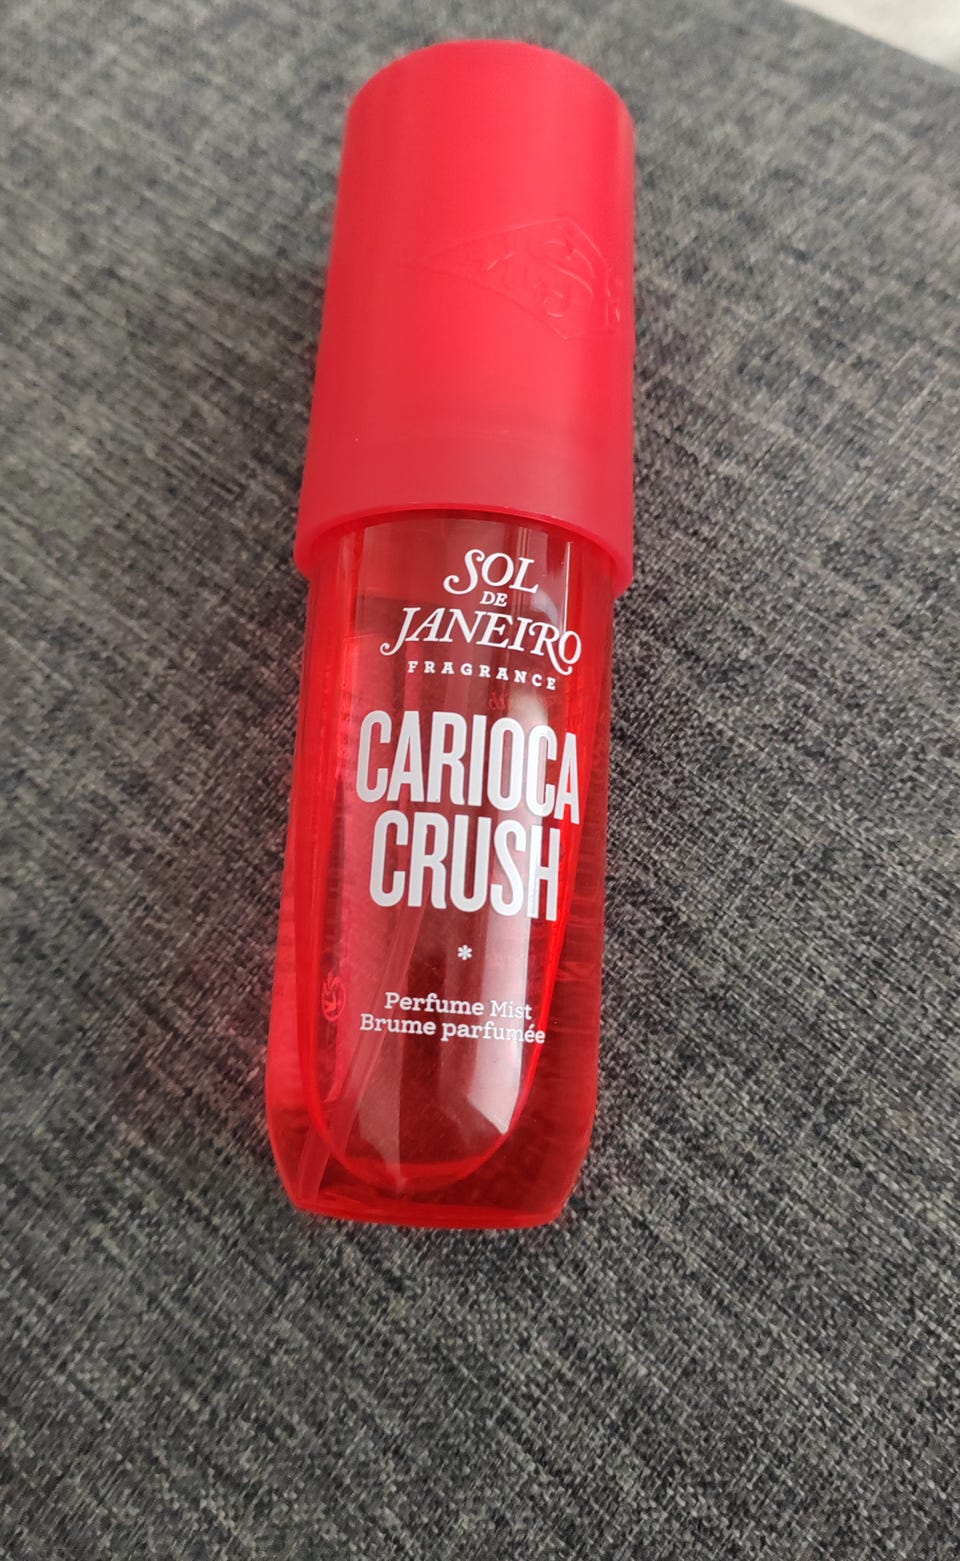 SOL
DE
JANEIRO
FRAGRANCE
CARIOCA
CRUSH
*
Perfume Mist
Brume parfumée